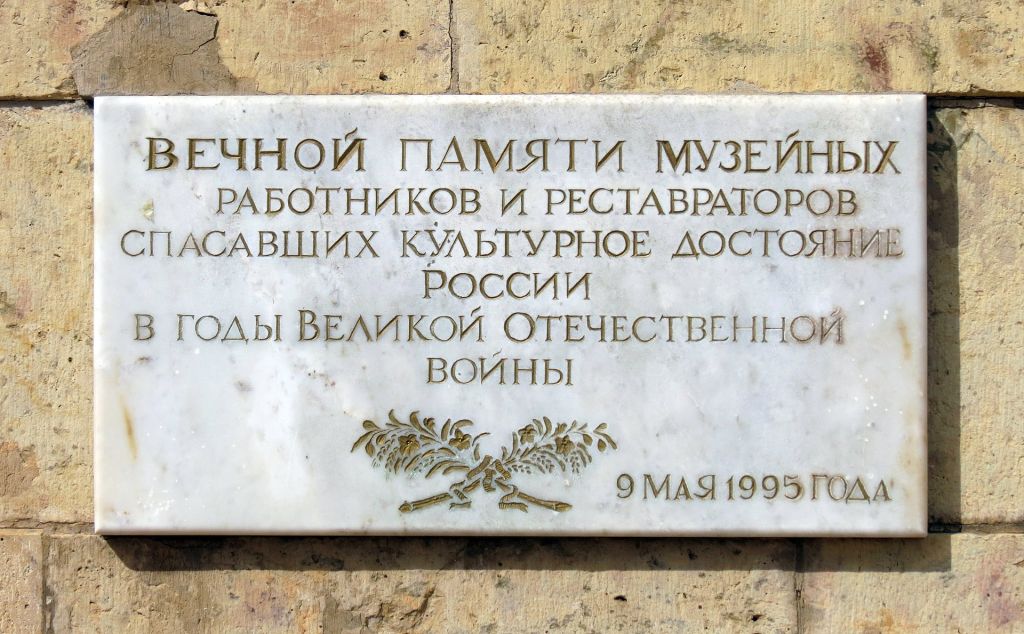 ВЕЧНОЙ ПАМЯТИ МУЗЕЙНЫХ
РАБОТНИКОВ И РЕСТАВРАТОРОВ
СПАСАВШИХ КУЛЬТУРНОЕ ДОСТОЯНИЕ
РОССИИ
В ГОДЫ ВЕЛИКОЙ ОТЕЧЕСТВЕННОЙ
ВОЙНЫ
9 МАЯ 1995 ГОДА